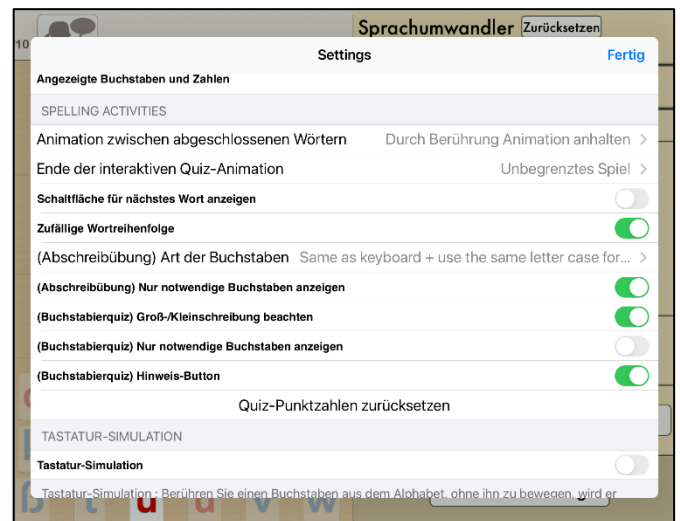 Sprachumwandler Zurücksetzen
10
Settings Fertig
Angezeigte Buchstaben und Zahlen
SPELLING ACTIVITIES
Animation zwischen abgeschlossenen Wörtern Durch Berührung Animation anhalten >
Ende der interaktiven Quiz-Animation Unbegrenztes Spiel >
Schaltfläche für nächstes Wort anzeigen
Zufällige Wortreihenfolge
(Abschreibübung) Art der Buchstaben Same as keyboard + use the same letter case for... >
(Abschreibübung) Nur notwendige Buchstaben anzeigen
(Buchstabierquiz) Groß-/Kleinschreibung beachten
(Buchstabierquiz) Nur notwendige Buchstaben anzeigen
(Buchstabierquiz) Hinweis-Button
Quiz-Punktzahlen zurücksetzen
TASTATUR-SIMULATION
Tastatur-Simulation
Tastatur-Simulation : Berühren Sie einen Buchstaben aus dem Alphabet, ohne ihn zu bewegen, wird er
ß t u ü v w